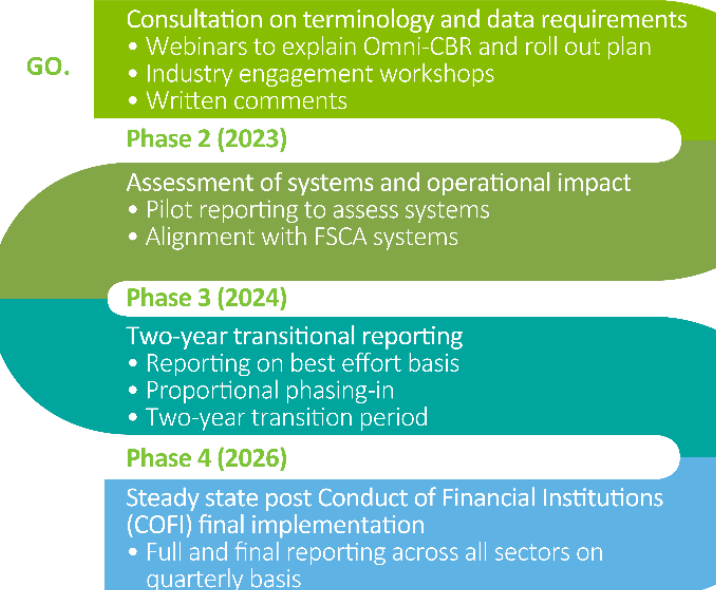 Consultation on terminology and data requirements
• Webinars to explain Omni-CBR and roll out plan
GO.
• Industry engagement workshops
• Written comments
Phase 2 (2023)
Assessment of systems and operational impact
• Pilot reporting to assess systems
• Alignment with FSCA systems
Phase 3 (2024)
Two-year transitional reporting
• Reporting on best effort basis
• Proportional phasing-in
• Two-year transition period
Phase 4 (2026)
Steady state post Conduct of Financial Institutions
(COFI) final implementation
• Full and final reporting across all sectors on
quarterly basis